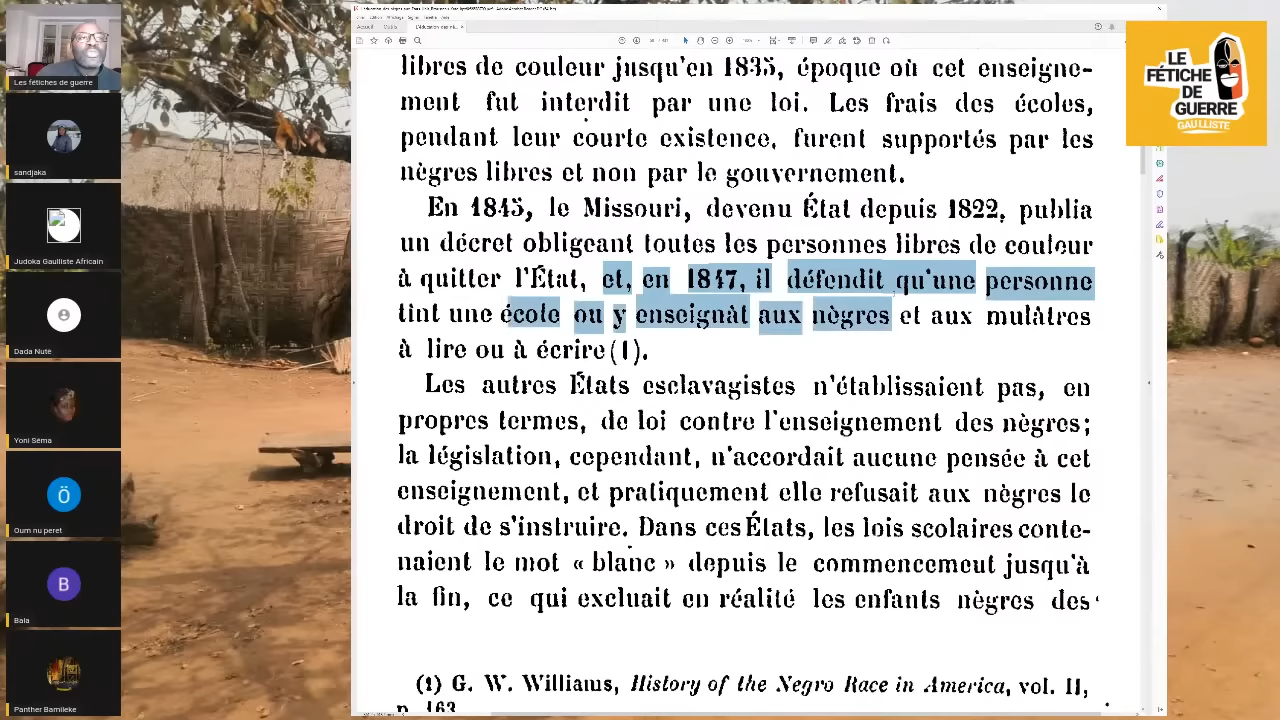 Les fétiches de guerre
sandjaka
Judoka Gaulliste Africain
Dada Nuté
Yoni Séma
Ö
Oum nu peret
B
Bala
Panther Bamileke
Accueil
Outils
libres de couleur jusqu'en 1835, époque où cet enseigne-
ment fut interdit par une loi. Les frais des écoles,
pendant leur courte existence, furent supportés par les
nègres libres et non par le gouvernement.
En 1845, le Missouri, devenu État depuis 1822, publia
un décret obligeant toutes les personnes libres de couleur
à quitter l'État, et, en 1847, il défendit qu'une personne
tint une école ou y enseignât aux nègres et aux mulâtres
à lire ou à écrire (1).
Les autres États esclavagistes n'établissaient pas, en
propres termes, de loi contre l'enseignement des nègres;
la législation, cependant, n'accordait aucune pensée à cet
enseignement, et pratiquement elle refusait aux nègres le
droit de s'instruire. Dans ces États, les lois scolaires conte-
naient le mot « blanc » depuis le commencement jusqu'à
la fin, ce qui excluait en réalité les enfants nègres des
(1) G. W. Williams, History of the Negro Race in America, vol. II,
p. 163
LE
FÉTICHE
DE
GUERRE
GAULLISTE